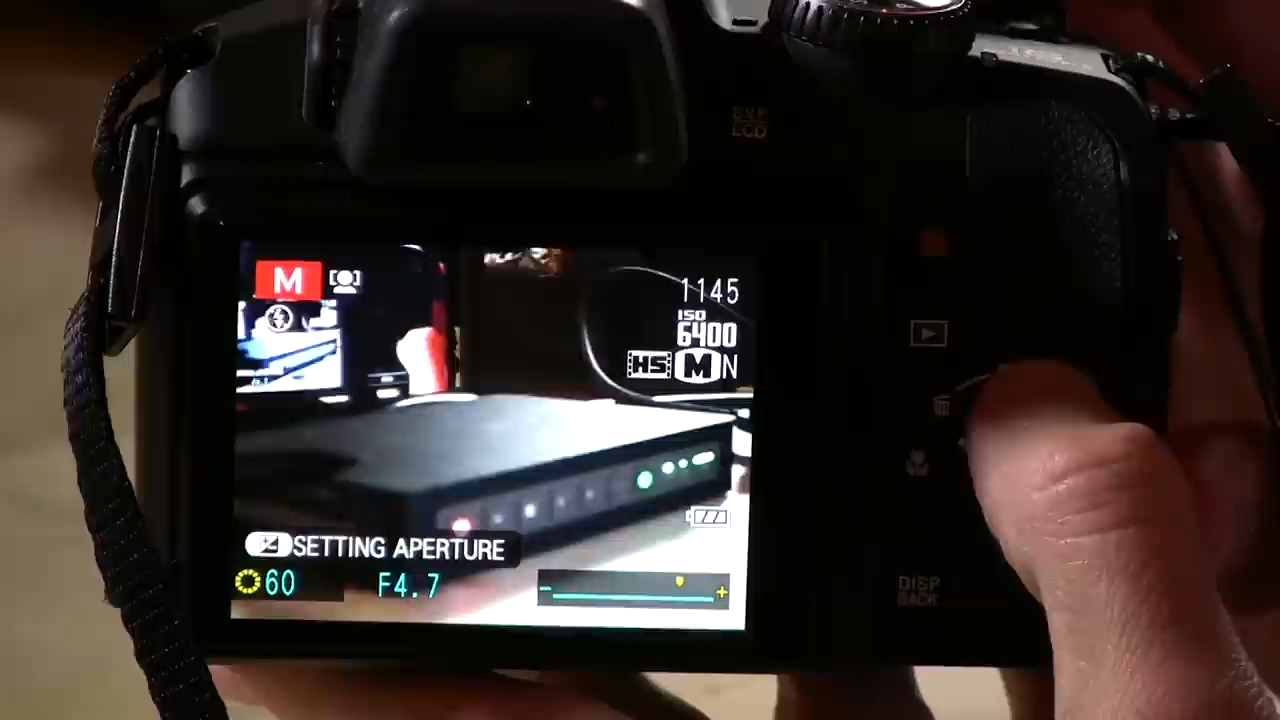 EVF
LCD
M
1145
ISO
6400
HS M N
SETTING APERTURE
60 F4.7
- +
DISP
BACK